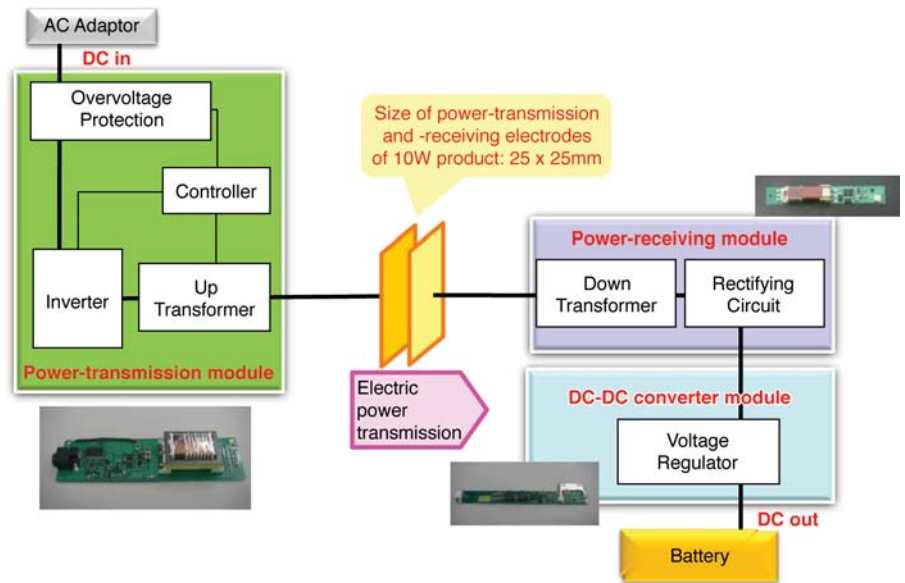 AC Adaptor
DC in
Overvoltage
Protection
Controller
Inverter
Up
Transformer
Power-transmission module
Size of power-transmission
and -receiving electrodes
of 10W product: 25 x 25mm
Electric
power
transmission
Power-receiving module
Down
Transformer
Rectifying
Circuit
DC-DC converter module
Voltage
Regulator
DC out
Battery